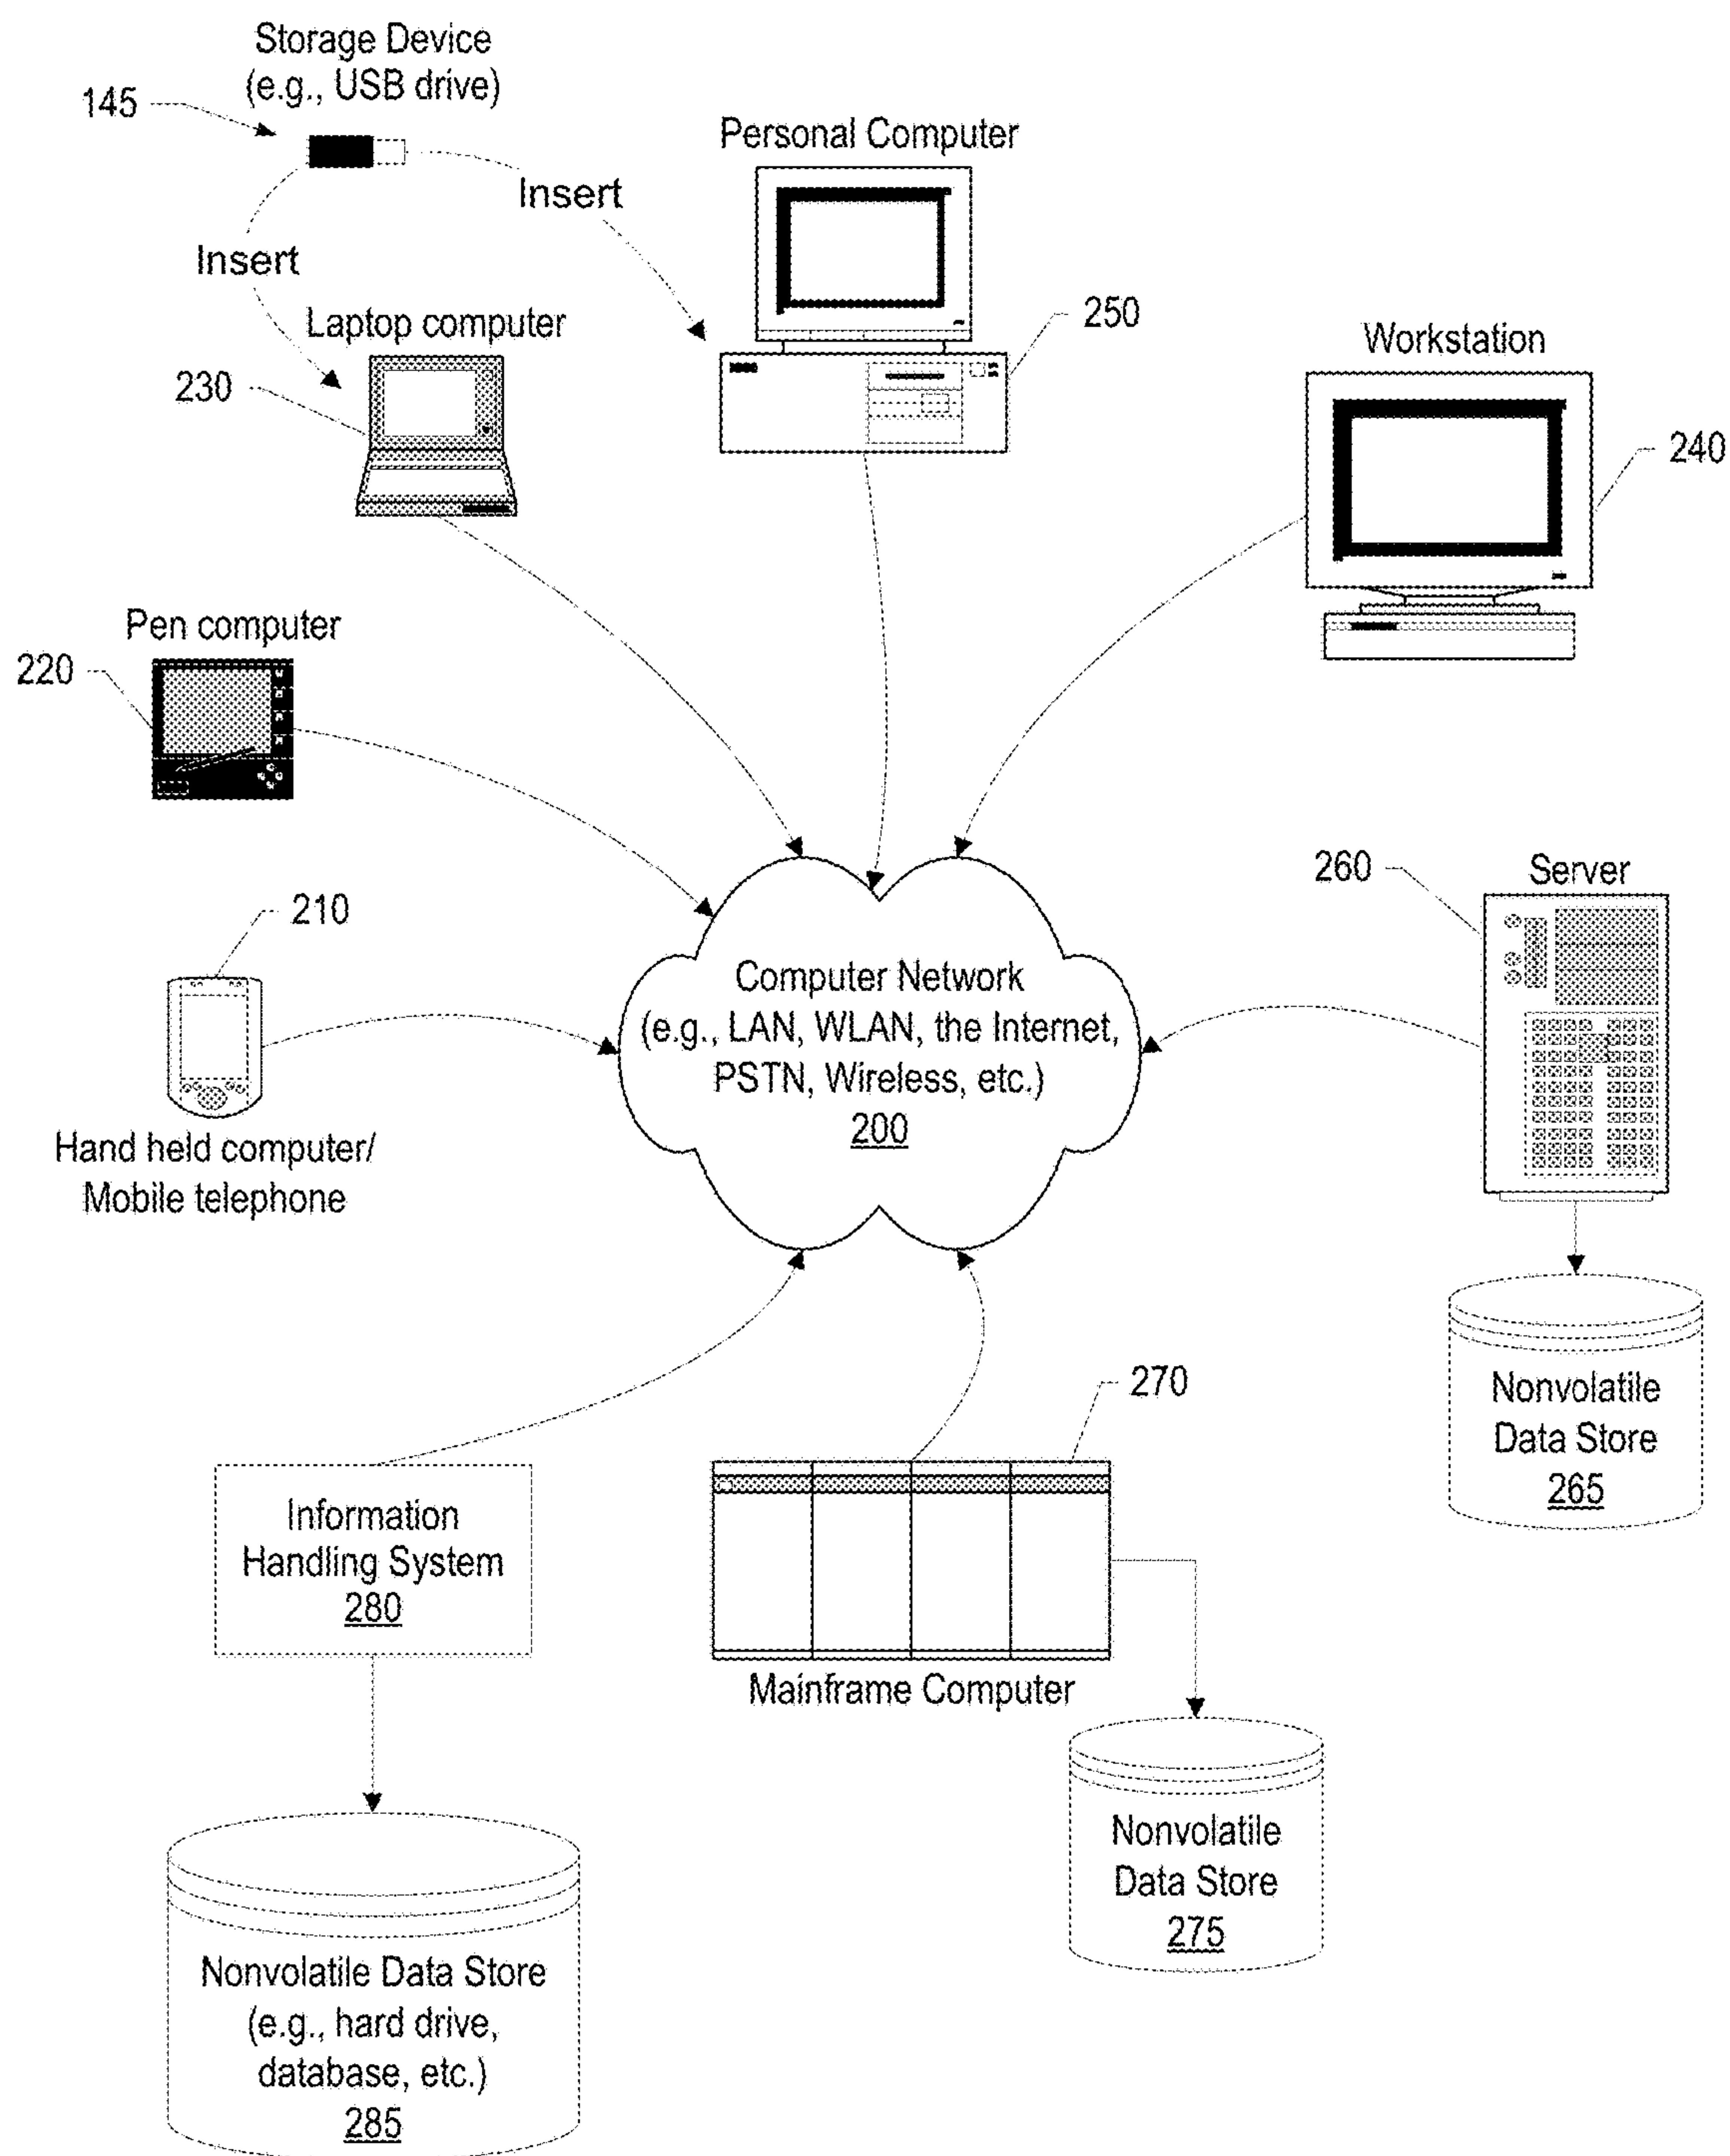 Storage Device
(e.g., USB drive)
145
Insert
Insert
Personal Computer
250
Laptop computer
230
Workstation
240
Pen computer
220
210
Hand held computer/
Mobile telephone
Computer Network
(e.g., LAN, WLAN, the Internet,
PSTN, Wireless, etc.)
200
260
Server
Nonvolatile
Data Store
265
270
Mainframe Computer
Nonvolatile
Data Store
275
Information
Handling System
280
Nonvolatile Data Store
(e.g., hard drive,
database, etc.)
285